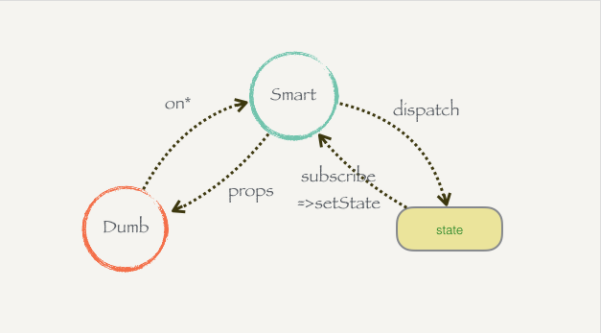 Smart
on*
dispatch
subscribe
=>setState
props
Dumb
state